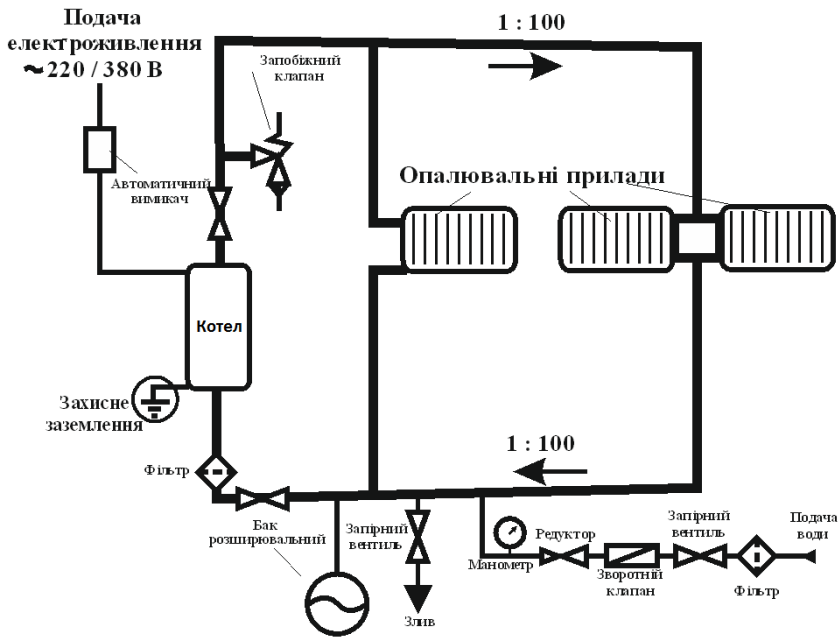 Подача
електроживлення
~220 / 380 В
1 : 100
Запобіжний
клапан
Автоматичний
вимикач
Опалювальні прилади
Котел
Захисне
заземлення
Фільтр
1 : 100
Бак
розширювальний
Запірний
вентиль
Злив
Манометр
Редуктор
Зворотній
клапан
Запірний
вентиль
Фільтр
Подача
води